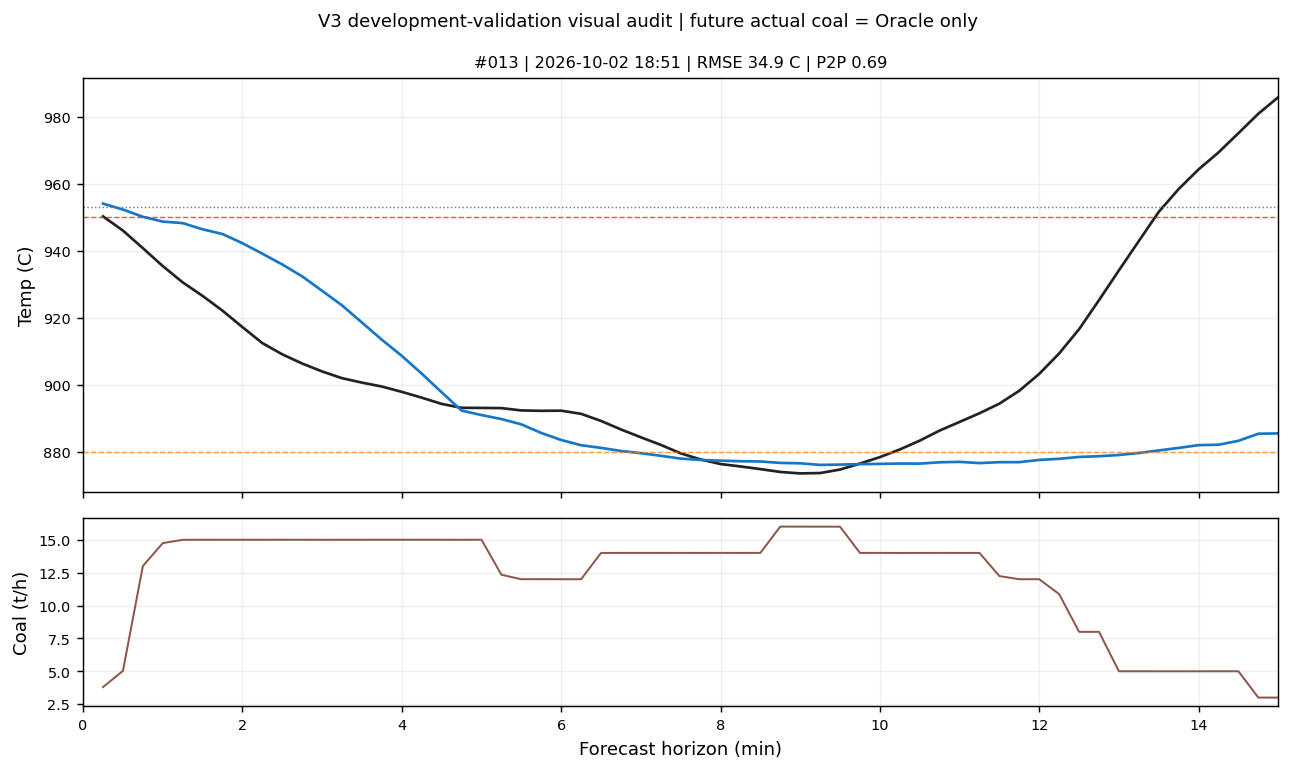 V3 development-validation visual audit | future actual coal = Oracle only
#013 | 2026-10-02 18:51 | RMSE 34.9 C | P2P 0.69
Temp (C)
980
960
940
920
900
880
Coal (t/h)
15.0
12.5
10.0
7.5
5.0
2.5
0 2 4 6 8 10 12 14
Forecast horizon (min)